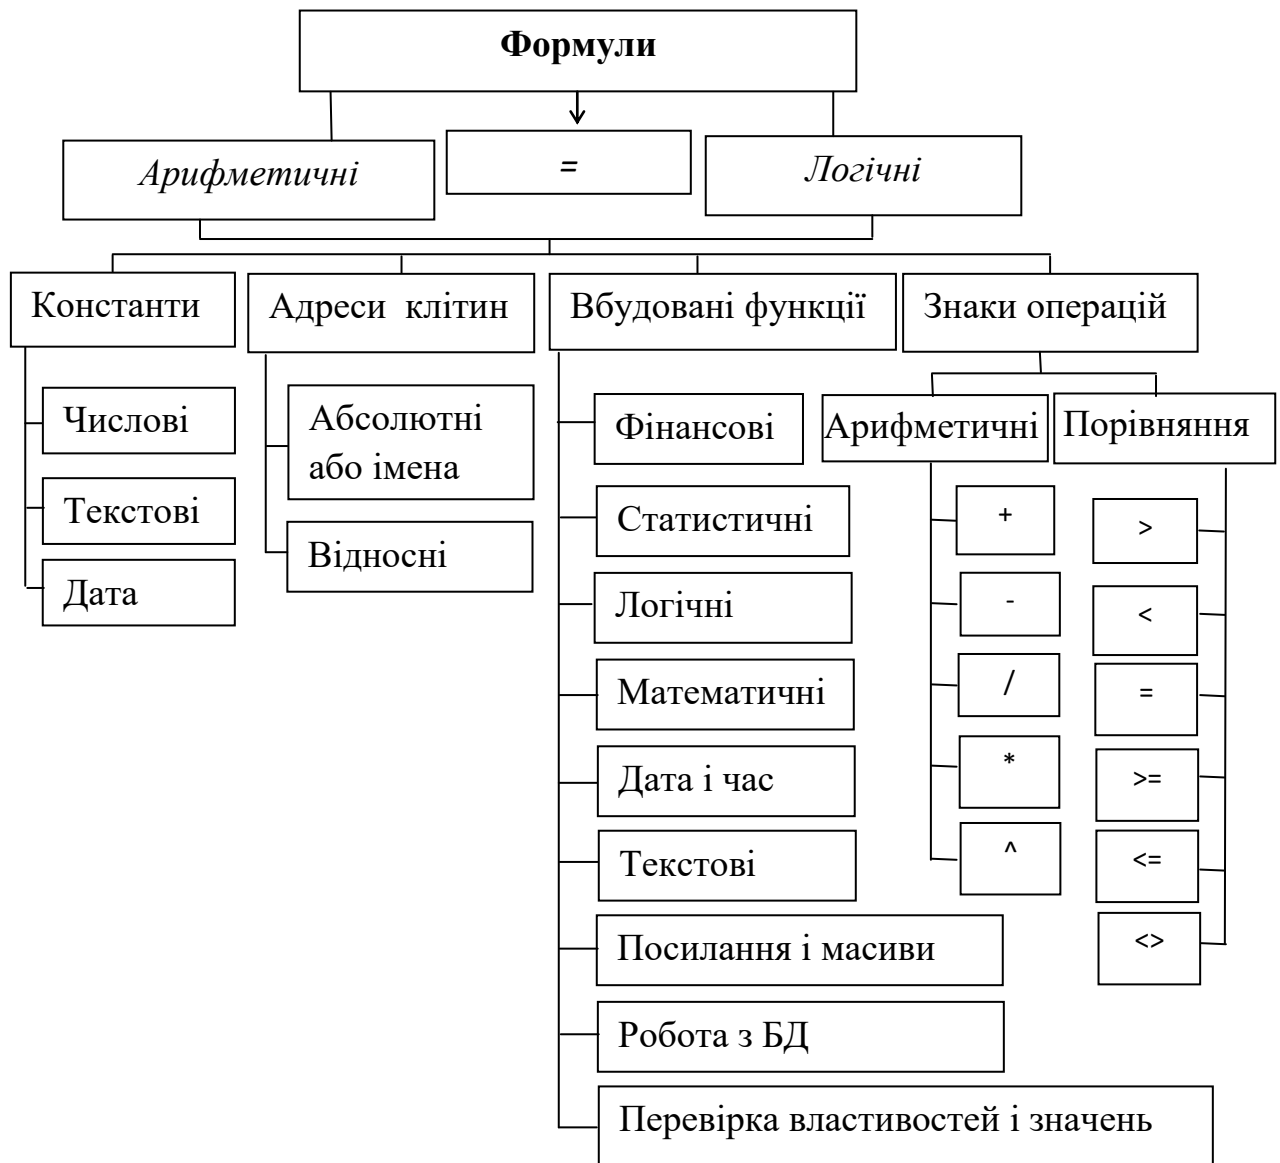 Формули
Арифметичні
=
Логічні
Константи
Адреси клітин
Вбудовані функції
Знаки операцій
Числові
Текстові
Дата
Абсолютні
або імена
Відносні
Фінансові
Статистичні
Логічні
Математичні
Дата і час
Текстові
Посилання і масиви
Робота з БД
Перевірка властивостей і значень
Арифметичні
+
-
/
*
^
Порівняння
>
<
=
>=
<=
<>